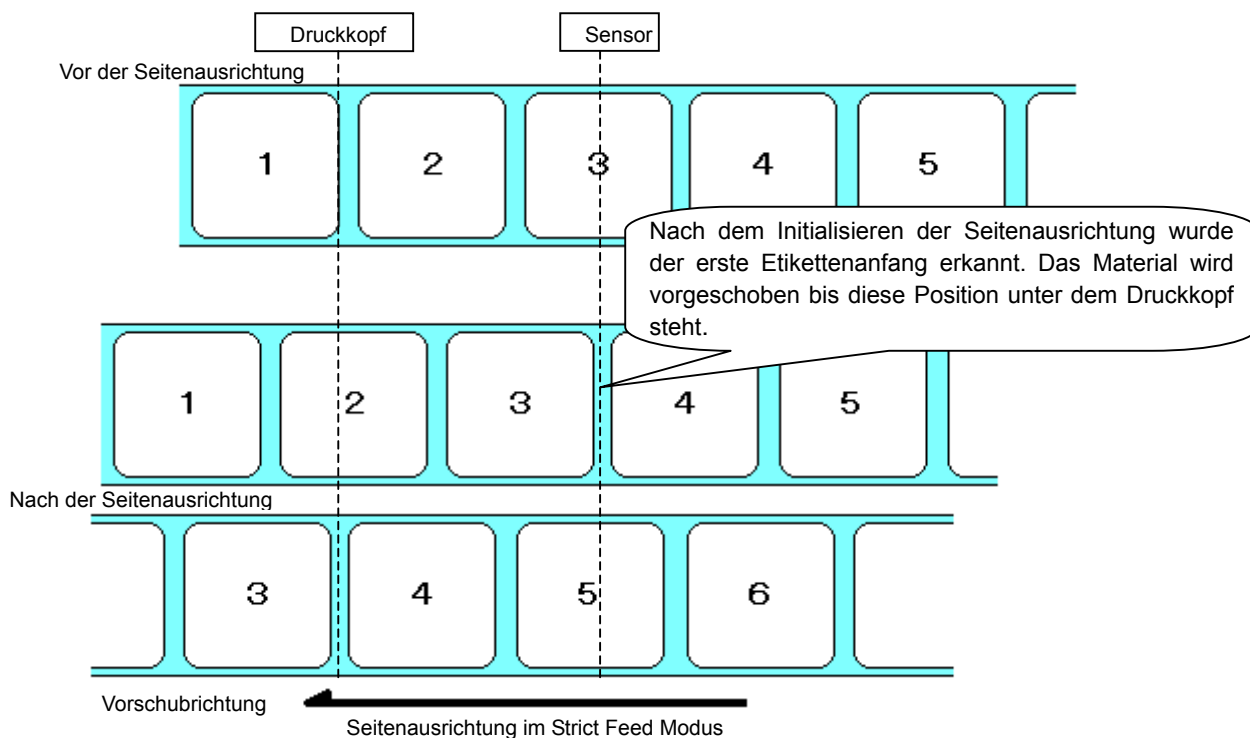 Druckkopf
Sensor
Vor der Seitenausrichtung
1 2 3 4 5
Nach dem Initialisieren der Seitenausrichtung wurde
der erste Etikettenanfang erkannt. Das Material wird
vorgeschoben bis diese Position unter dem Druckkopf
steht.
1 2 3 4 5
Nach der Seitenausrichtung
3 4 5 6
Vorschubrichtung
Seitenausrichtung im Strict Feed Modus